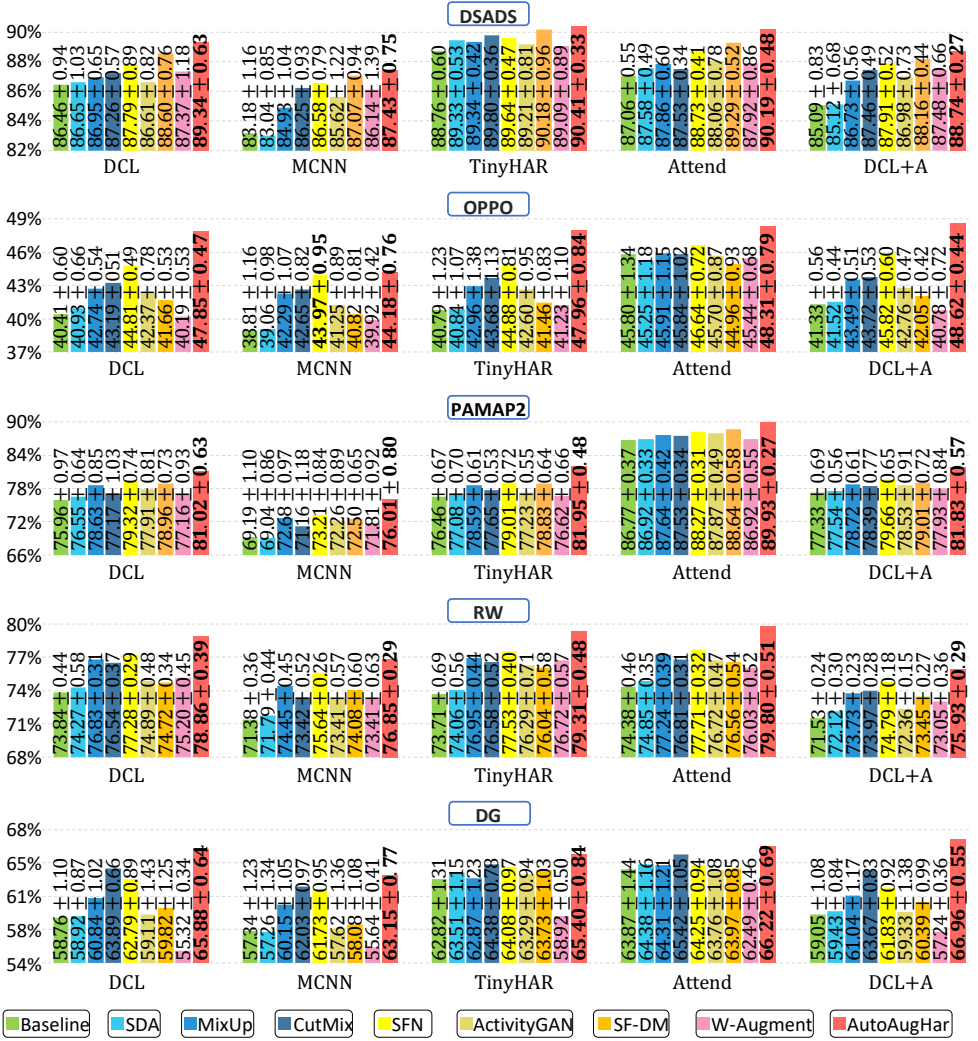 DSADS
90%
88%
86%
84%
82%
86.46 ± 0.94
86.65 ± 1.03
86.95 ± 0.65
87.26 ± 0.57
87.79 ± 0.89
86.61 ± 0.82
88.60 ± 0.76
87.37 ± 1.18
89.34 ± 0.63
83.18 ± 1.16
83.04 ± 0.85
84.93 ± 1.04
86.25 ± 0.93
86.58 ± 0.79
85.62 ± 1.22
87.07 ± 0.94
86.14 ± 1.39
87.43 ± 0.75
88.76 ± 0.60
89.33 ± 0.53
89.34 ± 0.42
89.80 ± 0.36
89.64 ± 0.47
89.21 ± 0.81
90.18 ± 0.96
89.09 ± 0.89
90.41 ± 0.33
87.06 ± 0.55
87.58 ± 0.49
87.86 ± 0.30
87.54 ± 0.34
88.73 ± 0.41
88.06 ± 0.78
89.29 ± 0.52
87.92 ± 0.86
90.19 ± 0.48
85.09 ± 0.83
85.12 ± 0.68
86.75 ± 0.56
87.46 ± 0.49
87.91 ± 0.82
86.98 ± 0.73
88.16 ± 0.44
87.48 ± 0.66
88.74 ± 0.27
DCL MCNN TinyHAR Attend DCL+A
OPPO
49%
46%
43%
40%
37%
40.41 ± 0.60
40.93 ± 0.66
42.74 ± 0.54
43.19 ± 0.51
44.81 ± 0.49
42.37 ± 0.78
41.66 ± 0.53
40.19 ± 0.53
47.85 ± 0.47
38.81 ± 1.16
39.06 ± 0.98
42.29 ± 1.07
42.65 ± 0.82
43.97 ± 0.95
41.25 ± 0.89
40.82 ± 0.81
39.92 ± 0.42
44.18 ± 0.76
40.79 ± 1.23
40.84 ± 1.07
42.96 ± 1.38
43.68 ± 1.13
44.88 ± 0.81
42.60 ± 0.95
41.46 ± 0.83
41.23 ± 1.10
47.96 ± 0.84
45.80 ± 1.34
45.25 ± 1.18
45.91 ± 1.15
45.84 ± 1.02
46.64 ± 0.72
45.70 ± 0.87
44.96 ± 0.93
45.44 ± 0.68
48.31 ± 0.79
41.33 ± 0.56
41.52 ± 0.44
43.49 ± 0.51
43.72 ± 0.53
45.82 ± 0.60
42.76 ± 0.47
42.05 ± 0.42
40.78 ± 0.72
48.62 ± 0.44
DCL MCNN TinyHAR Attend DCL+A
PAMAP2
90%
84%
78%
72%
66%
75.96 ± 0.97
76.55 ± 0.64
78.63 ± 0.85
77.17 ± 1.03
79.32 ± 0.74
77.91 ± 0.81
78.96 ± 0.73
77.16 ± 0.93
81.02 ± 0.63
69.19 ± 1.10
69.04 ± 0.86
72.68 ± 0.97
71.16 ± 1.18
73.21 ± 0.84
72.26 ± 0.89
72.50 ± 0.65
71.81 ± 0.92
76.01 ± 0.80
76.46 ± 0.67
77.08 ± 0.70
78.51 ± 0.61
77.65 ± 0.53
79.01 ± 0.72
77.23 ± 0.55
78.83 ± 0.64
76.62 ± 0.66
81.95 ± 0.48
86.77 ± 0.37
86.92 ± 0.33
87.64 ± 0.42
87.53 ± 0.34
88.27 ± 0.31
87.87 ± 0.49
88.64 ± 0.58
86.92 ± 0.55
89.93 ± 0.27
77.33 ± 0.69
77.54 ± 0.56
78.72 ± 0.61
78.39 ± 0.77
79.66 ± 0.65
78.53 ± 0.91
79.01 ± 0.72
77.93 ± 0.84
81.83 ± 0.57
DCL MCNN TinyHAR Attend DCL+A
RW
80%
77%
74%
71%
68%
73.84 ± 0.44
74.27 ± 0.58
76.83 ± 0.31
76.54 ± 0.37
77.28 ± 0.29
74.89 ± 0.48
74.72 ± 0.34
75.20 ± 0.45
78.86 ± 0.39
71.38 ± 0.36
71.79 ± 0.44
74.45 ± 0.45
73.42 ± 0.52
75.64 ± 0.26
73.41 ± 0.57
74.08 ± 0.60
73.41 ± 0.63
76.85 ± 0.29
73.71 ± 0.69
74.06 ± 0.56
76.95 ± 0.44
76.58 ± 0.52
77.53 ± 0.40
76.29 ± 0.71
76.04 ± 0.58
76.72 ± 0.57
79.31 ± 0.48
74.38 ± 0.46
74.85 ± 0.35
77.24 ± 0.39
76.81 ± 0.31
77.71 ± 0.32
76.72 ± 0.47
76.56 ± 0.54
76.03 ± 0.52
79.80 ± 0.51
71.53 ± 0.24
72.12 ± 0.30
73.73 ± 0.23
73.97 ± 0.28
74.79 ± 0.18
72.36 ± 0.15
73.45 ± 0.27
73.05 ± 0.36
75.93 ± 0.29
DCL MCNN TinyHAR Attend DCL+A
DG
68%
65%
61%
58%
54%
58.76 ± 1.10
58.92 ± 0.87
60.84 ± 1.02
63.89 ± 0.66
62.79 ± 0.89
59.11 ± 1.43
59.82 ± 1.25
55.32 ± 0.34
65.88 ± 0.64
57.34 ± 1.23
57.26 ± 1.34
60.15 ± 1.05
62.03 ± 0.97
61.73 ± 0.95
57.62 ± 1.36
58.08 ± 1.08
55.64 ± 0.41
63.15 ± 0.77
62.82 ± 1.31
63.51 ± 1.15
62.87 ± 1.23
64.38 ± 0.78
64.08 ± 0.97
63.29 ± 1.34
63.73 ± 1.03
58.92 ± 0.50
65.40 ± 0.84
63.87 ± 1.44
64.38 ± 1.16
64.31 ± 1.21
65.42 ± 1.05
64.25 ± 0.94
63.78 ± 1.08
63.97 ± 0.85
62.49 ± 0.46
66.22 ± 0.69
59.05 ± 1.08
59.43 ± 0.84
61.04 ± 1.17
63.67 ± 0.73
61.83 ± 0.92
59.31 ± 1.38
60.39 ± 0.99
57.24 ± 0.36
66.96 ± 0.55
DCL MCNN TinyHAR Attend DCL+A
Baseline SDA MixUp CutMix SFN ActivityGAN SF-DM W-Augment AutoAugHar